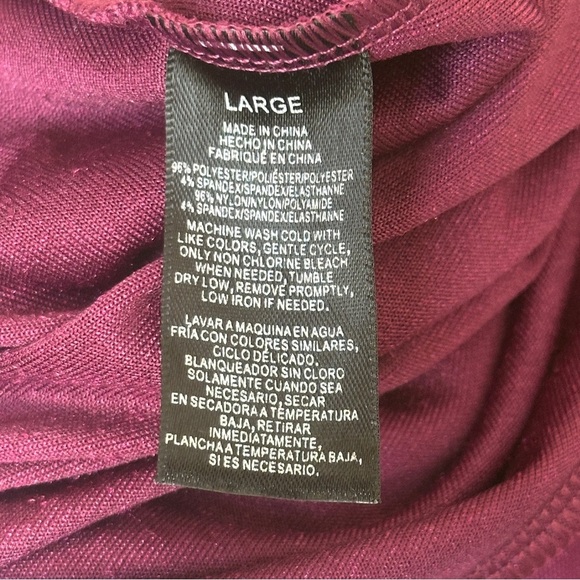 LARGE
MADE IN CHINA
HECHO EN CHINA
FABRIQUÉ EN CHINA
96% POLYESTER/POLIÉSTER/POLYESTER
4% SPANDEX/SPANDEX/ELASTHANNE
96% NYLON/NYLON/POLYAMIDE
4% SPANDEX/SPANDEX/ELASTHANNE
MACHINE WASH COLD WITH
LIKE COLORS, GENTLE CYCLE,
ONLY NON CHLORINE BLEACH
WHEN NEEDED, TUMBLE
DRY LOW, REMOVE PROMPTLY,
LOW IRON IF NEEDED.
LAVAR A MAQUINA EN AGUA
FRÍA CON COLORES SIMILARES,
CICLO DELICADO.
BLANQUEADOR SIN CLORO
SOLAMENTE CUANDO SEA
NECESARIO, SECAR
EN SECADORA A TEMPERATURA
BAJA, RETIRAR
INMEDIATAMENTE,
PLANCHA A TEMPERATURA BAJA,
SI ES NECESARIO.